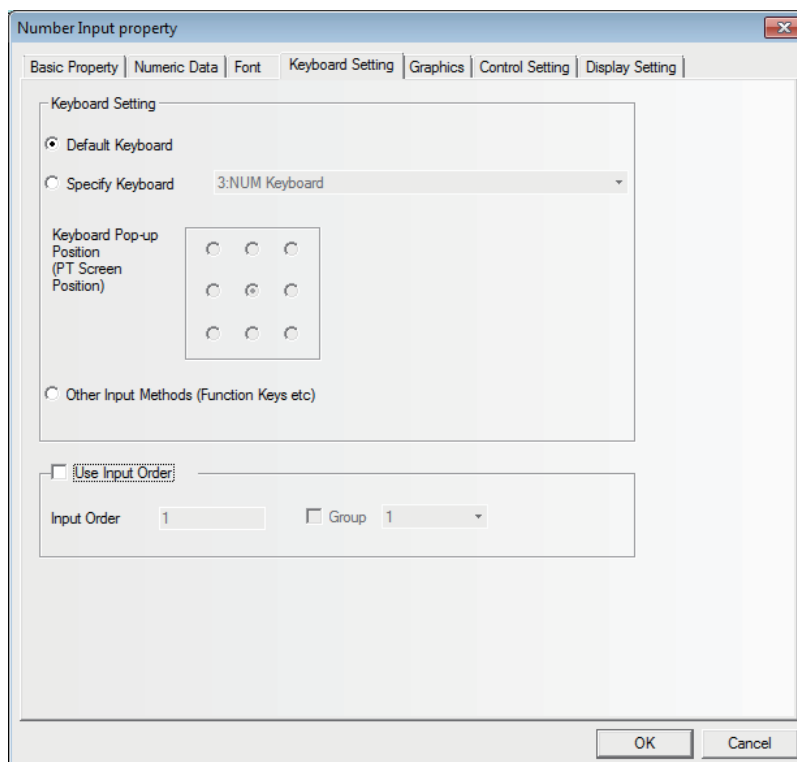 Number Input property
Basic Property Numeric Data Font Keyboard Setting Graphics Control Setting Display Setting
Keyboard Setting
Default Keyboard
Specify Keyboard 3:NUM Keyboard
Keyboard Pop-up
Position
(PT Screen
Position)
Other Input Methods (Function Keys etc)
Use Input Order
Input Order 1 Group 1
OK Cancel